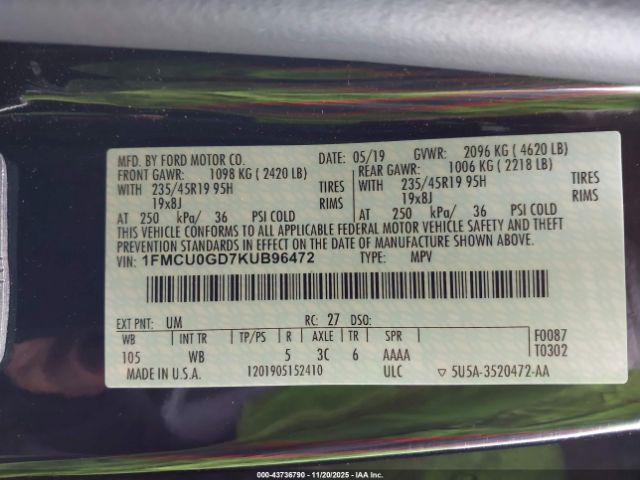 MFD. BY FORD MOTOR CO. DATE: 05/19 GVWR: 2096 KG ( 4620 LB)
FRONT GAWR: 1098 KG ( 2420 LB) REAR GAWR: 1006 KG ( 2218 LB)
WITH 235/45R19 95H TIRES WITH 235/45R19 95H TIRES
19x8J RIMS 19x8J RIMS
AT 250 kPa/ 36 PSI COLD AT 250 kPa/ 36 PSI COLD
THIS VEHICLE CONFORMS TO ALL APPLICABLE FEDERAL MOTOR VEHICLE SAFETY AND THEFT
PREVENTION STANDARDS IN EFFECT ON THE DATE OF MANUFACTURE SHOWN ABOVE.
VIN: 1FMCU0GD7KUB96472 TYPE: MPV
EXT PNT: UM RC: 27 DSO:
WB INT TR TP/PS R AXLE TR SPR F0087
105 WB 5 3C 6 AAAA T0302
MADE IN U.S.A. 1201905152410 ULC ▽ 5U5A-3520472-AA
000-43736790 - 11/20/2025 - IAA Inc.